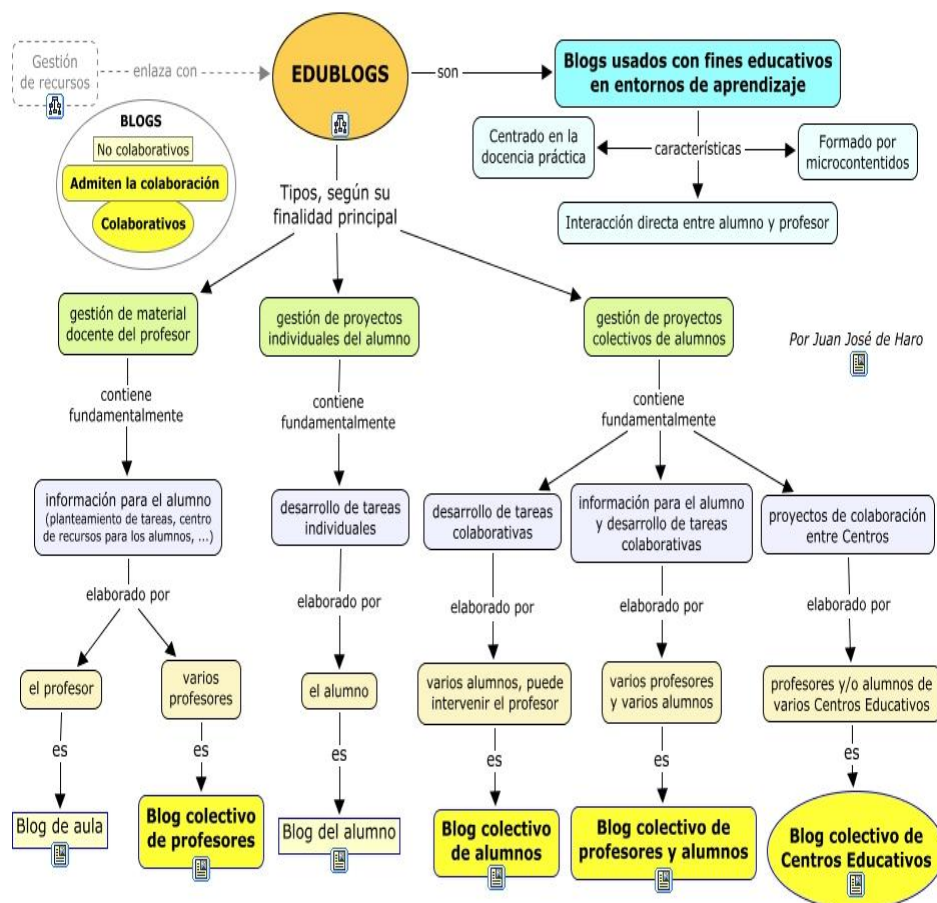 Gestión
de recursos
enlaza con
EDUBLOGS
son
Blogs usados con fines educativos
en entornos de aprendizaje
BLOGS
No colaborativos
Admiten la colaboración
Colaborativos
Centrado en la
docencia práctica
características
Formado por
microcontenidos
Interacción directa entre alumno y profesor
Tipos, según su
finalidad principal
gestión de material
docente del profesor
gestión de proyectos
individuales del alumno
gestión de proyectos
colectivos de alumnos
Por Juan José de Haro
contiene
fundamentalmente
contiene
fundamentalmente
contiene
fundamentalmente
información para el alumno
(planteamiento de tareas, centro
de recursos para los alumnos, ...)
desarrollo de tareas
individuales
desarrollo de tareas
colaborativas
información para el alumno
y desarrollo de tareas
colaborativas
proyectos de colaboración
entre Centros
elaborado por
elaborado por
elaborado por
elaborado por
elaborado por
el profesor
varios
profesores
el alumno
varios alumnos, puede
intervenir el profesor
varios profesores
y varios alumnos
profesores y/o alumnos de
varios Centros Educativos
es
es
es
es
es
es
Blog de aula
Blog colectivo
de profesores
Blog del alumno
Blog colectivo
de alumnos
Blog colectivo de
profesores y alumnos
Blog colectivo de
Centros Educativos